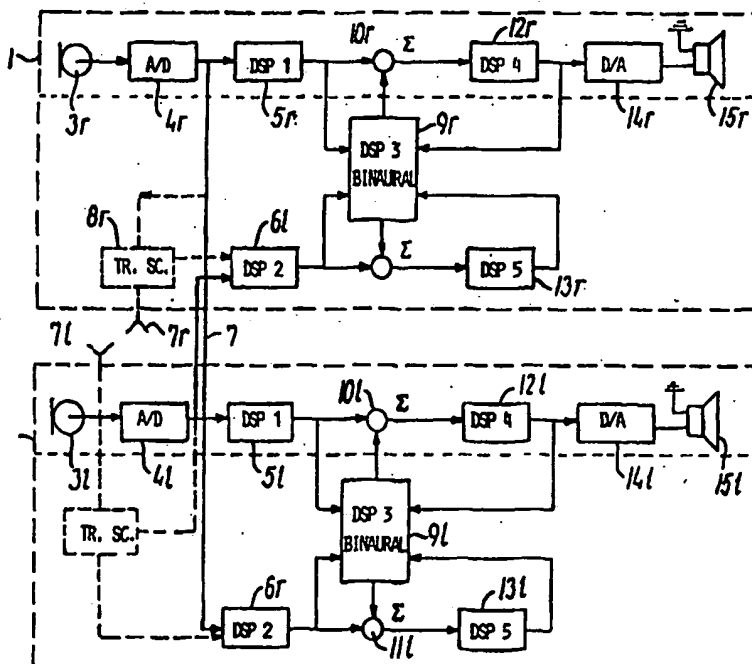 10r 12r
1 A/D DSP 1 Σ DSP 4 D/A
3r 4r 5r 14r 15r
9r
DSP 3
BINAURAL
8r 6l
TR. SC. DSP 2 Σ DSP 5
13r
7l 7r 7
10l 12l
A/D DSP 1 Σ DSP 4 D/A
3l 4l 5l 14l 15l
DSP 3
BINAURAL 9l
TR. SC.
6r 13l
DSP 2 Σ DSP 5
11l